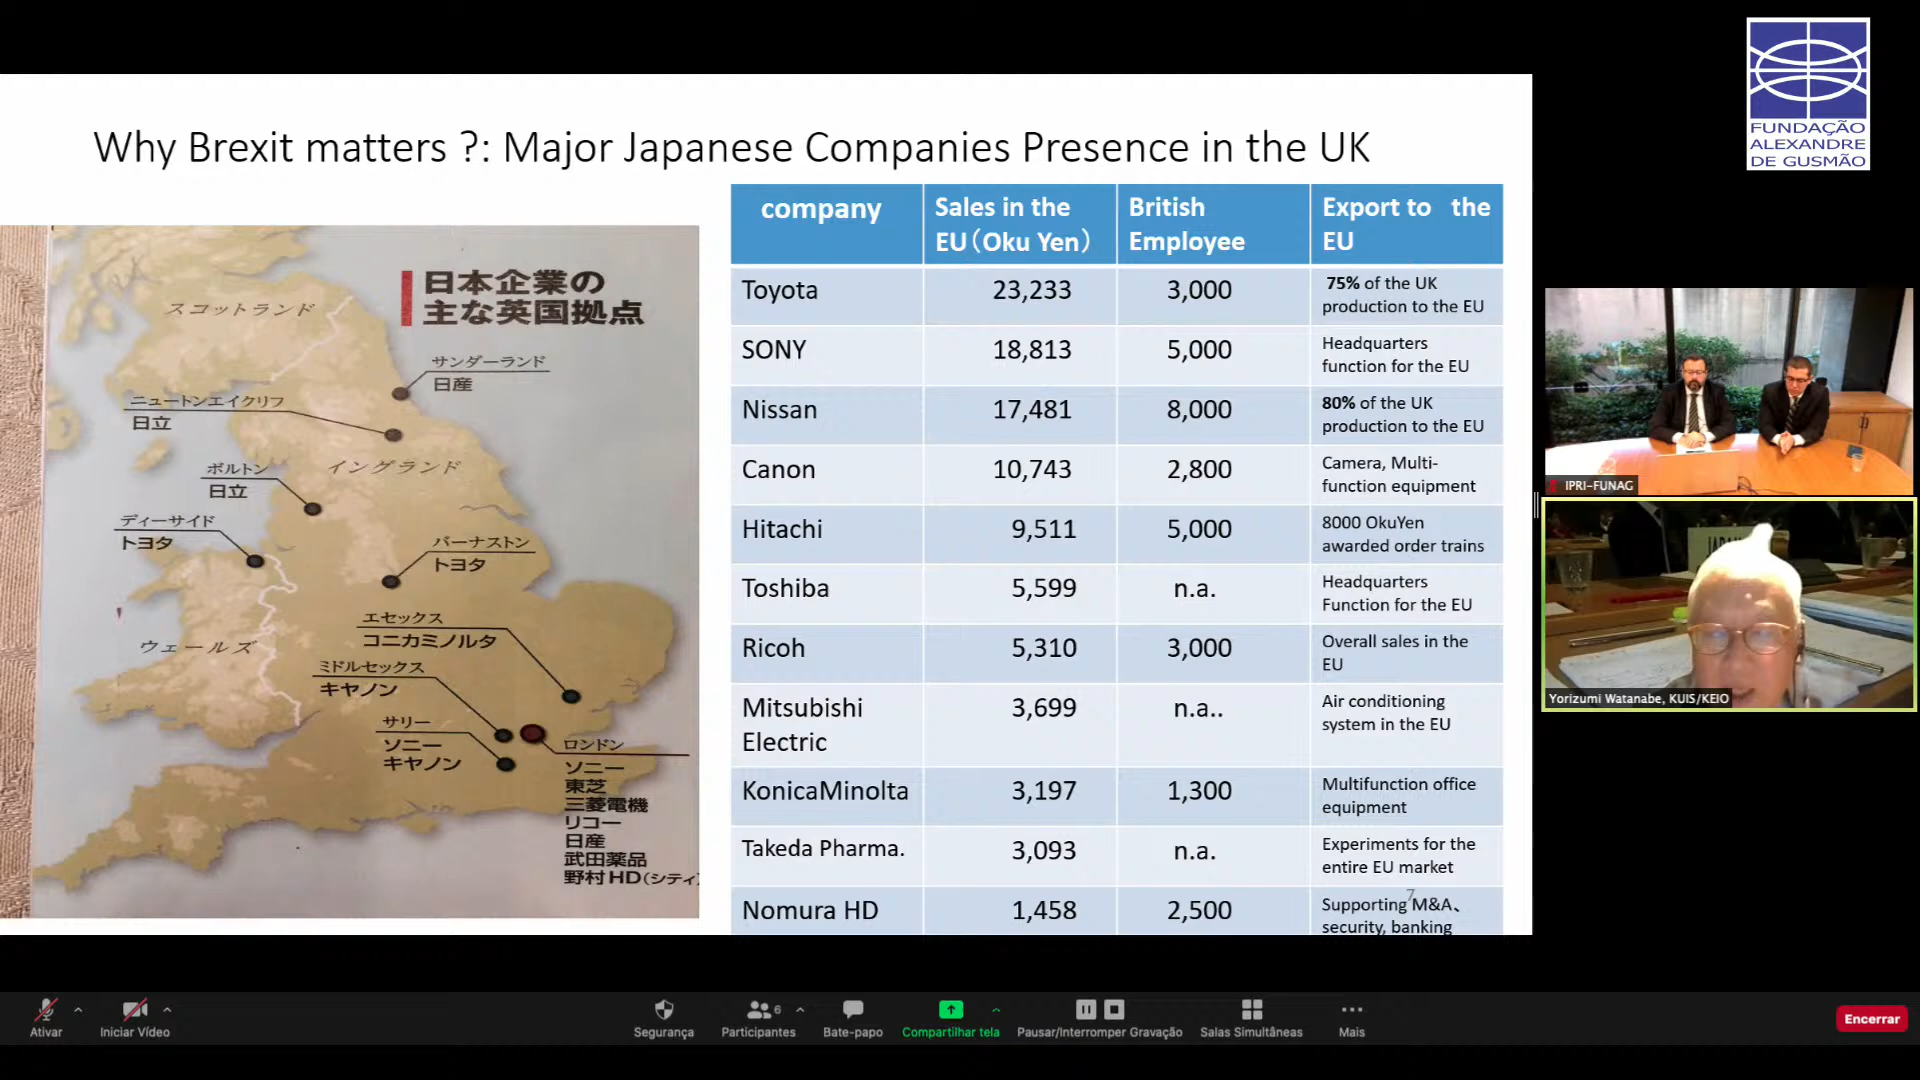 FUNDAÇÃO
ALEXANDRE
DE GUSMÃO
Why Brexit matters ?: Major Japanese Companies Presence in the UK
日本企業の
主な英国拠点
スコットランド
サンダーランド
日産
ニュートンエイクリフ
日立
イングランド
ボルトン
日立
ディーサイド
トヨタ
バーナストン
トヨタ
エセックス
コニカミノルタ
ウェールズ
ミドルセックス
キヤノン
サリー
ソニー
キヤノン
ロンドン
ソニー
東芝
三菱電機
リコー
日産
武田薬品
野村HD(シティ
company
Sales in the
EU(Oku Yen)
British
Employee
Export to the
EU
Toyota
23,233
3,000
75% of the UK
production to the EU
SONY
18,813
5,000
Headquarters
function for the EU
Nissan
17,481
8,000
80% of the UK
production to the EU
Canon
10,743
2,800
Camera, Multi-
function equipment
Hitachi
9,511
5,000
8000 OkuYen
awarded order trains
Toshiba
5,599
n.a.
Headquarters
Function for the EU
Ricoh
5,310
3,000
Overall sales in the
EU
Mitsubishi
Electric
3,699
n.a..
Air conditioning
system in the EU
KonicaMinolta
3,197
1,300
Multifunction office
equipment
Takeda Pharma.
3,093
n.a.
Experiments for the
entire EU market
Nomura HD
1,458
2,500
Supporting M&A、
security, banking
7
IPRI-FUNAG
JAPAN
Yorizumi Watanabe, KUIS/KEIO
Ativar
Iniciar Vídeo
Segurança
6
Participantes
Bate-papo
Compartilhar tela
Pausar/Interromper Gravação
Salas Simultâneas
Mais
Encerrar